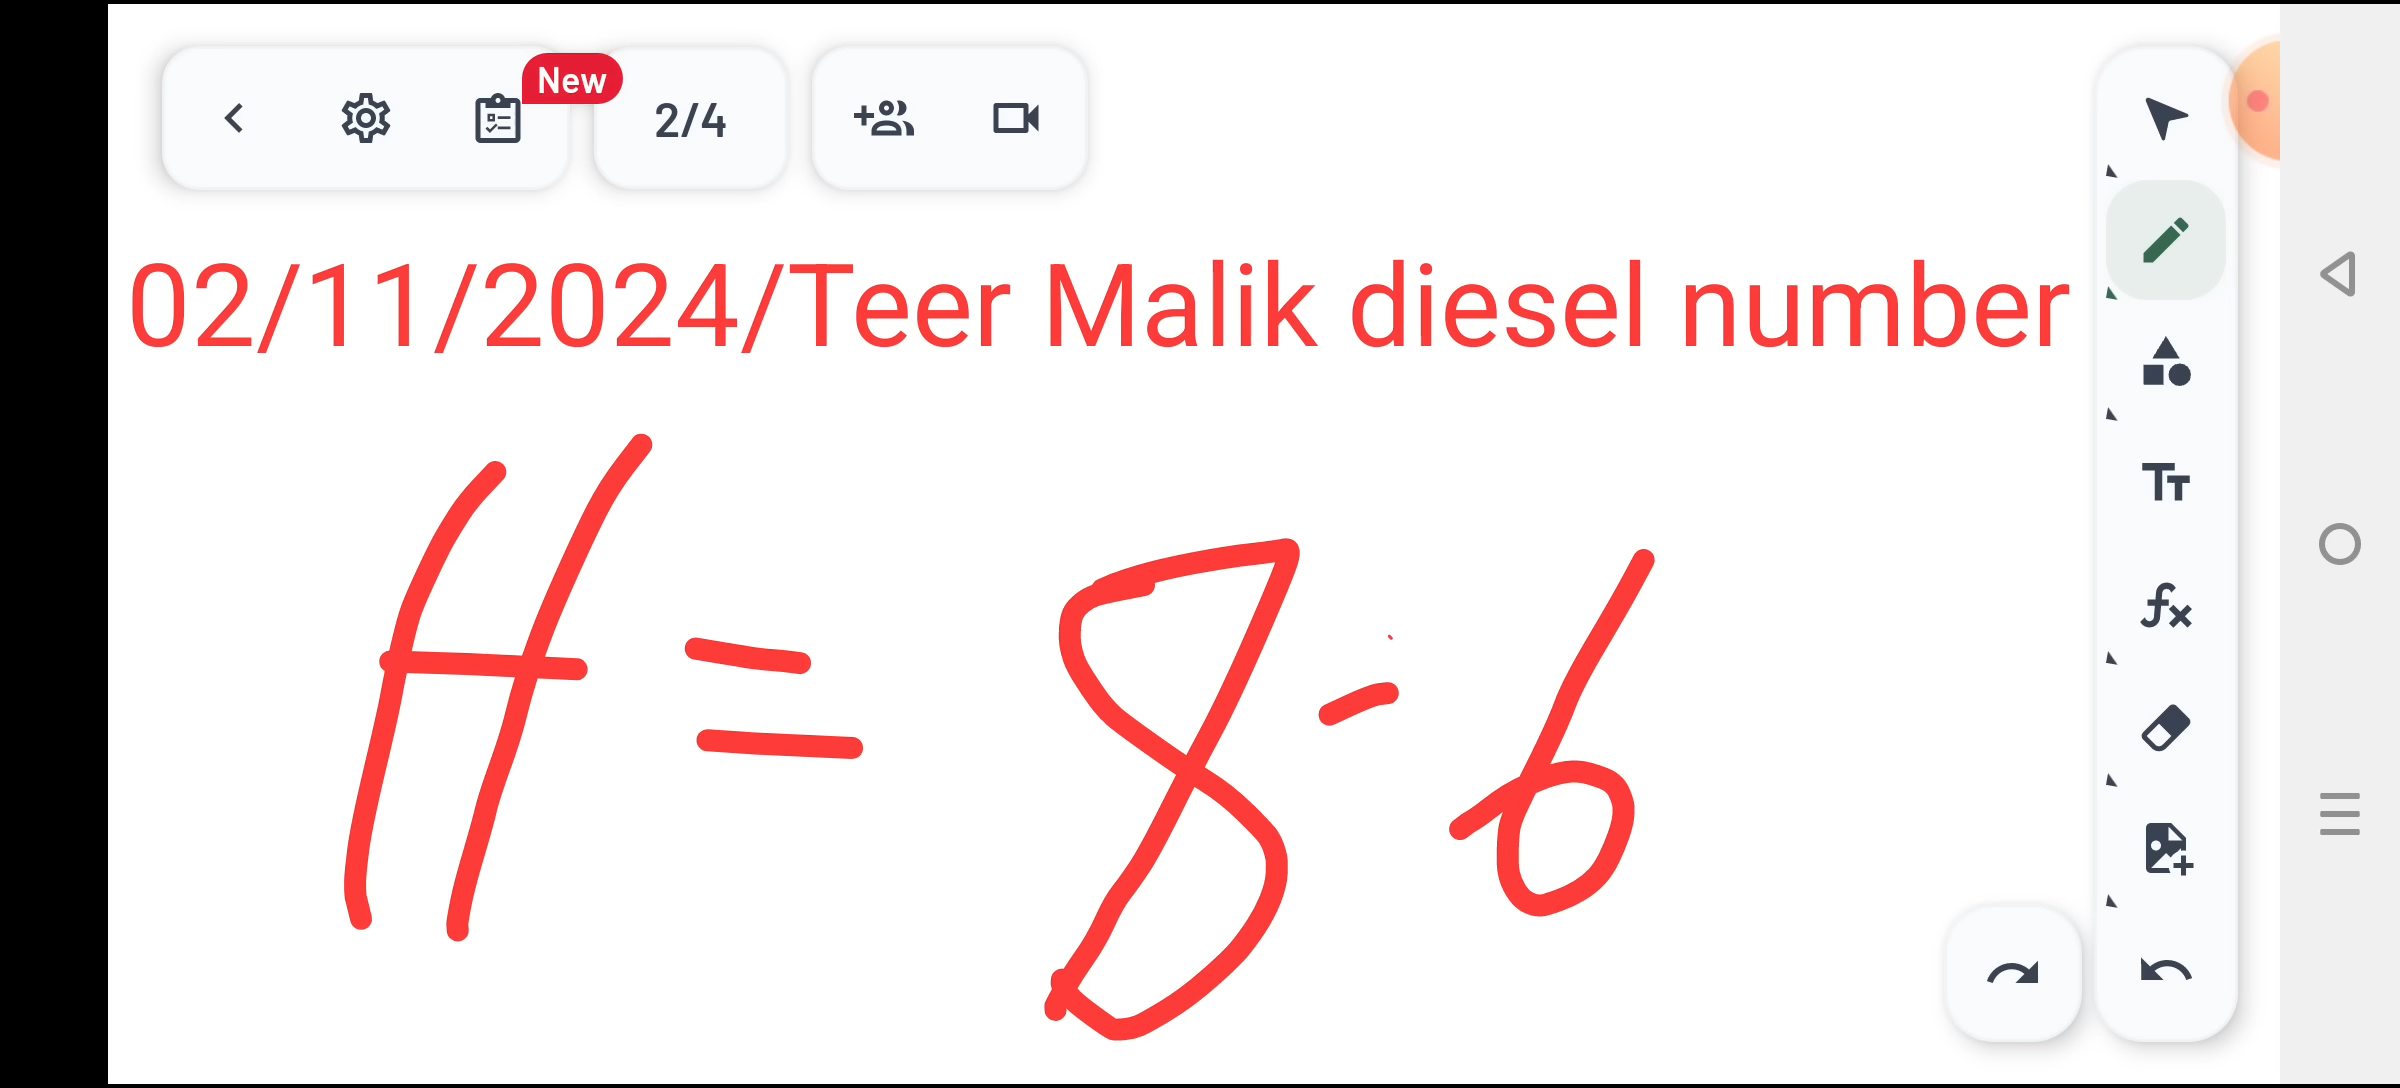 New
2/4
02/11/2024/Teer Malik diesel number
H = 8-6